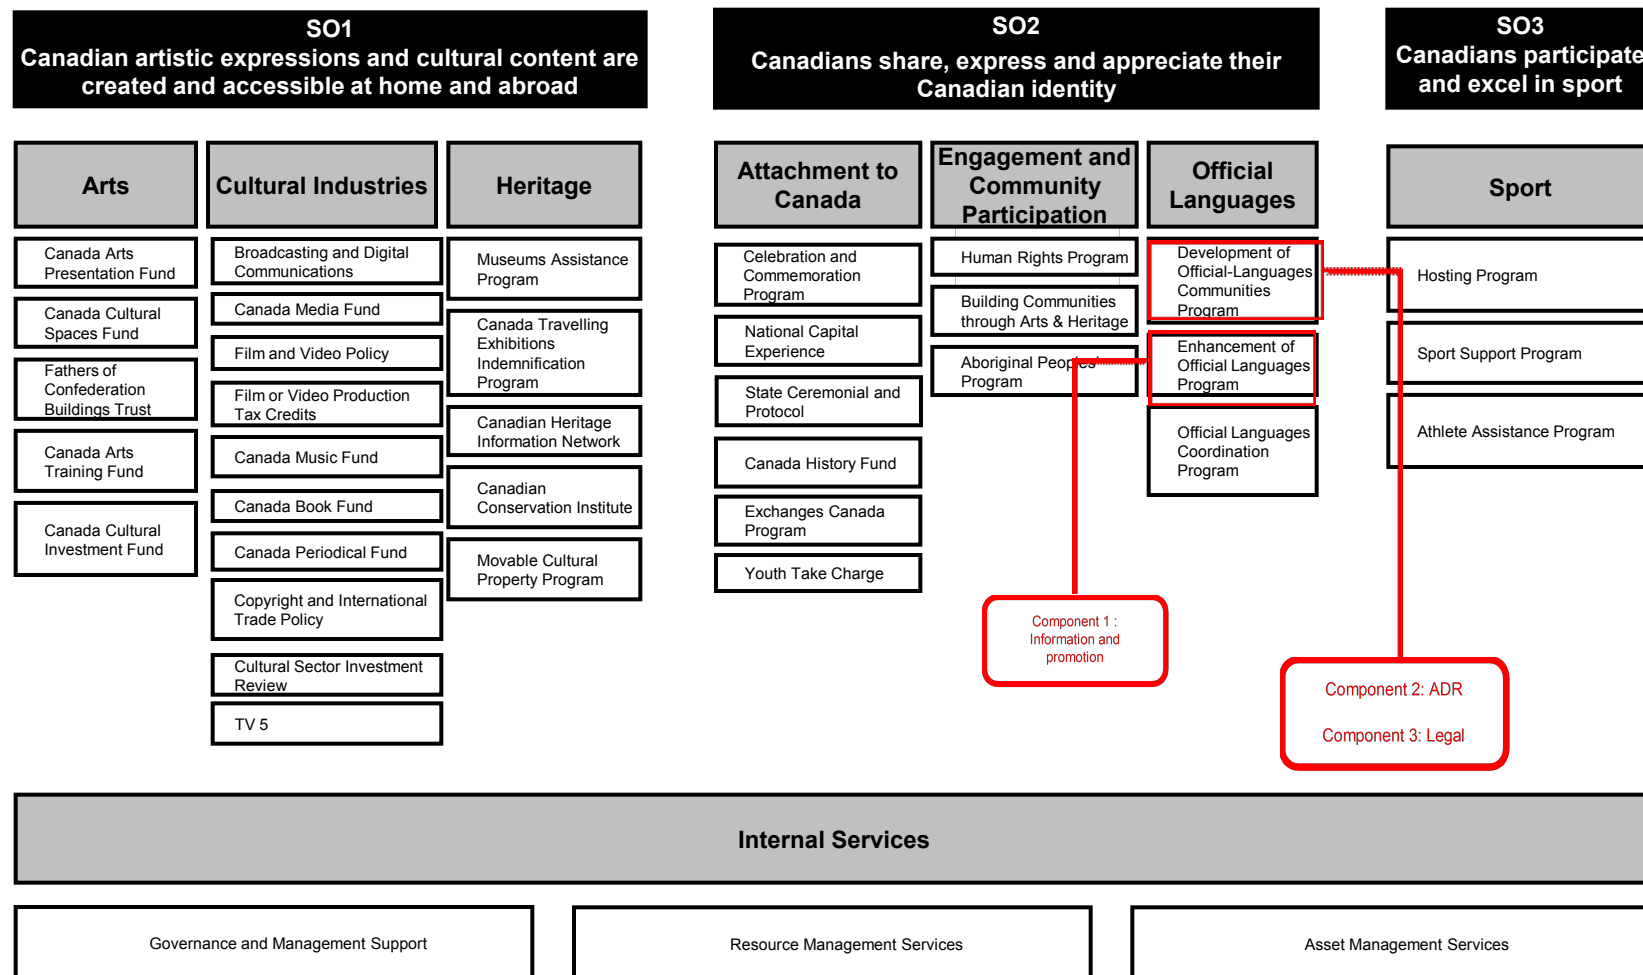 SO1
Canadian artistic expressions and cultural content are
created and accessible at home and abroad
SO2
Canadians share, express and appreciate their
Canadian identity
SO3
Canadians participate
and excel in sport
Arts
Cultural Industries
Heritage
Attachment to
Canada
Engagement and
Community
Participation
Official
Languages
Sport
Canada Arts
Presentation Fund
Canada Cultural
Spaces Fund
Fathers of
Confederation
Buildings Trust
Canada Arts
Training Fund
Canada Cultural
Investment Fund
Broadcasting and Digital
Communications
Canada Media Fund
Film and Video Policy
Film or Video Production
Tax Credits
Canada Music Fund
Canada Book Fund
Canada Periodical Fund
Copyright and International
Trade Policy
Cultural Sector Investment
Review
TV 5
Museums Assistance
Program
Canada Travelling
Exhibitions
Indemnification
Program
Canadian Heritage
Information Network
Canadian
Conservation Institute
Movable Cultural
Property Program
Celebration and
Commemoration
Program
National Capital
Experience
State Ceremonial and
Protocol
Canada History Fund
Exchanges Canada
Program
Youth Take Charge
Human Rights Program
Building Communities
through Arts & Heritage
Aboriginal Peoples'
Program
Development of
Official-Languages
Communities
Program
Enhancement of
Official Languages
Program
Official Languages
Coordination
Program
Hosting Program
Sport Support Program
Athlete Assistance Program
Component 1 :
Information and
promotion
Component 2: ADR
Component 3: Legal
Internal Services
Governance and Management Support
Resource Management Services
Asset Management Services